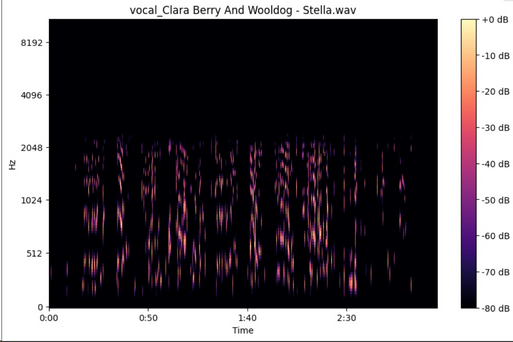 vocal_Clara Berry And Wooldog - Stella.wav
8192
4096
2048
1024
512
0
Hz
0:00
0:50
1:40
2:30
Time
+0 dB
-10 dB
-20 dB
-30 dB
-40 dB
-50 dB
-60 dB
-70 dB
-80 dB